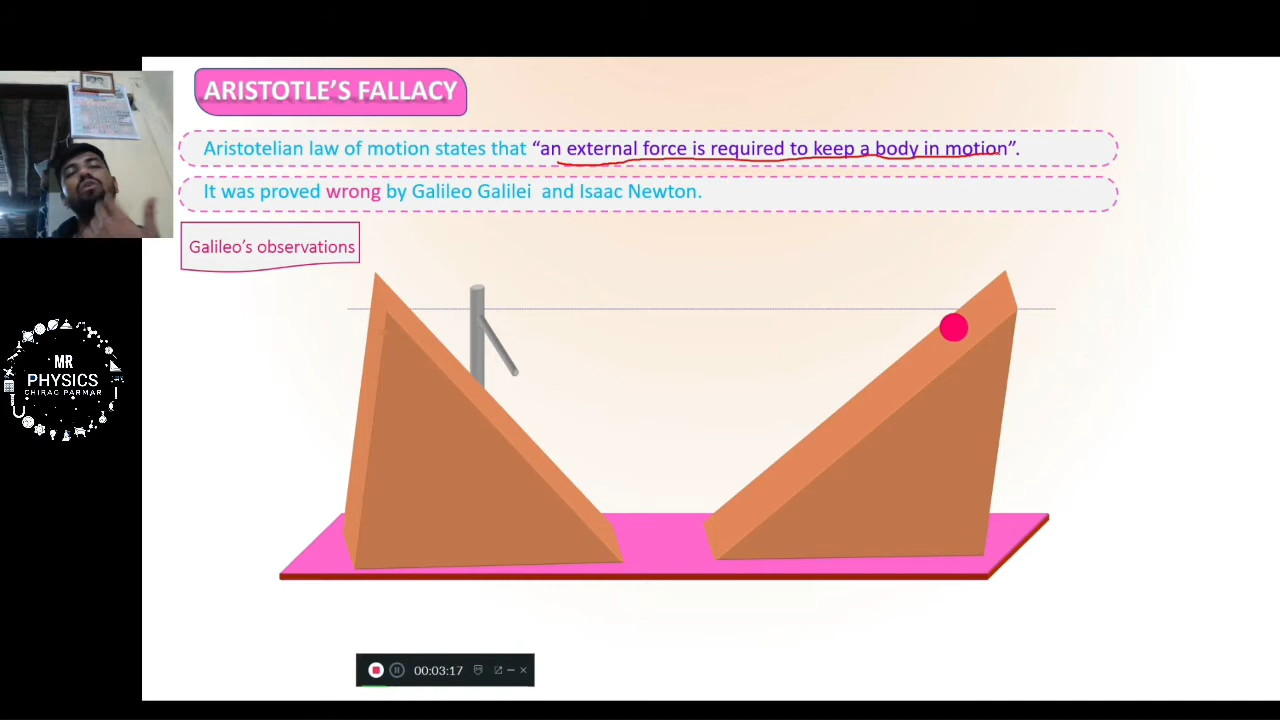 ARISTOTLE'S FALLACY
Aristotelian law of motion states that “an external force is required to keep a body in motion”.
It was proved wrong by Galileo Galilei and Isaac Newton.
Galileo's observations
MR
PHYSICS
CHIRAG PARMAR
00:03:17